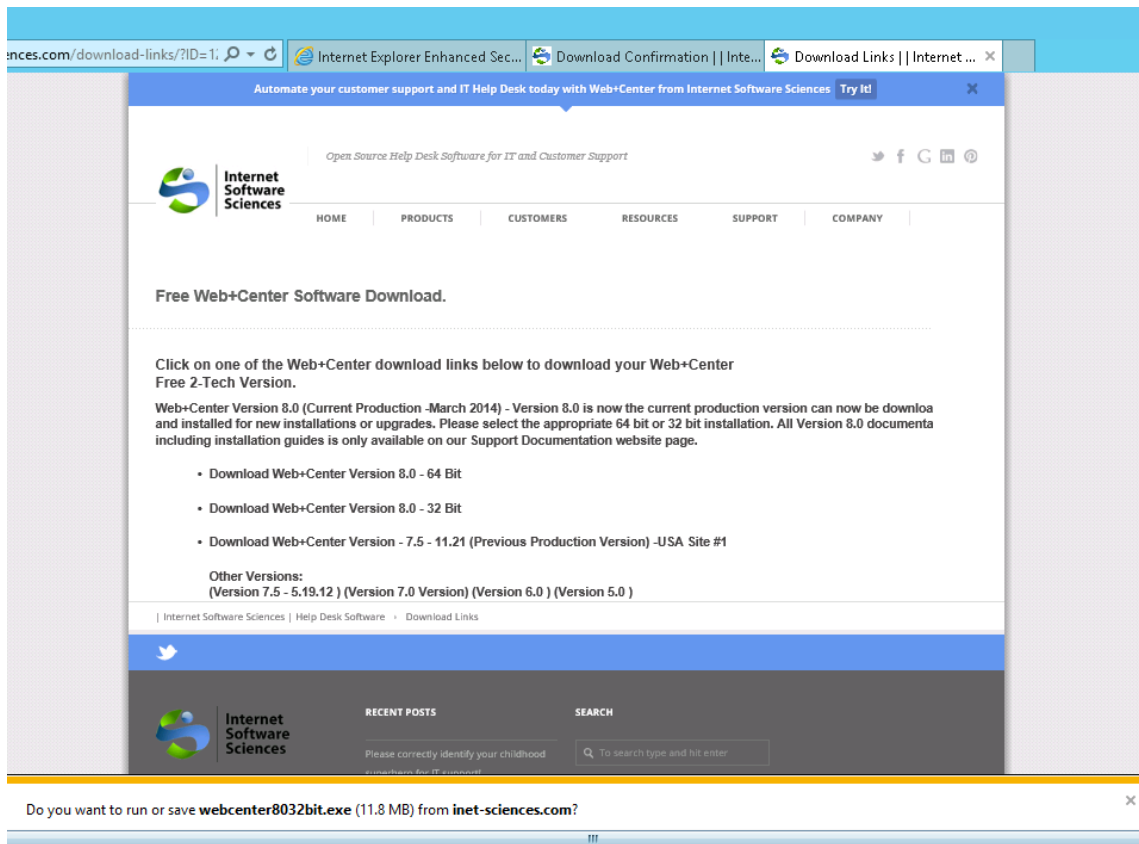 ences.com/download-links/?ID=1
Internet Explorer Enhanced Sec...
Download Confirmation | | Inte...
Download Links | | Internet ...
Automate your customer support and IT Help Desk today with Web+Center from Internet Software Sciences Try It!
Open Source Help Desk Software for IT and Customer Support
Internet
Software
Sciences
HOME PRODUCTS CUSTOMERS RESOURCES SUPPORT COMPANY
Free Web+Center Software Download.
Click on one of the Web+Center download links below to download your Web+Center
Free 2-Tech Version.
Web+Center Version 8.0 (Current Production -March 2014) - Version 8.0 is now the current production version can now be downloa
and installed for new installations or upgrades. Please select the appropriate 64 bit or 32 bit installation. All Version 8.0 documenta
including installation guides is only available on our Support Documentation website page.
• Download Web+Center Version 8.0 - 64 Bit
• Download Web+Center Version 8.0 - 32 Bit
• Download Web+Center Version - 7.5 - 11.21 (Previous Production Version) -USA Site #1
Other Versions:
(Version 7.5 - 5.19.12 ) (Version 7.0 Version) (Version 6.0 ) (Version 5.0 )
| Internet Software Sciences | Help Desk Software › Download Links
Internet
Software
Sciences
RECENT POSTS
Please correctly identify your childhood
superhero for IT support!
SEARCH
To search type and hit enter
Do you want to run or save webcenter8032bit.exe (11.8 MB) from inet-sciences.com?